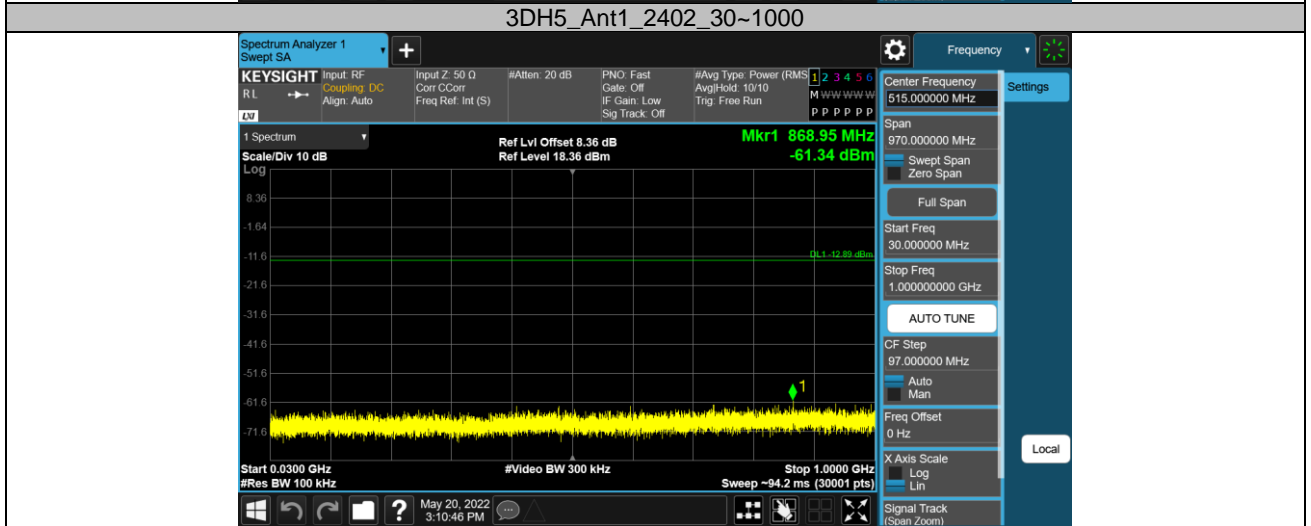 3DH5_Ant1_2402_30~1000
Spectrum Analyzer 1
Swept SA
Frequency
KEYSIGHT
RL
LXI
Input: RF
Coupling: DC
Align: Auto
Input Z: 50 Ω
Corr CCorr
Freq Ref: Int (S)
#Atten: 20 dB
PNO: Fast
Gate: Off
IF Gain: Low
Sig Track: Off
#Avg Type: Power (RMS
Avg|Hold: 10/10
Trig: Free Run
1 2 3 4 5 6
M W W W W W
P P P P P P
1 Spectrum
Scale/Div 10 dB
Log
Ref Lvl Offset 8.36 dB
Ref Level 18.36 dBm
Mkr1 868.95 MHz
-61.34 dBm
8.36
-1.64
-11.6
DL1 -12.89 dBm
-21.6
-31.6
-41.6
-51.6
1
-61.6
-71.6
Start 0.0300 GHz
#Res BW 100 kHz
#Video BW 300 kHz
Stop 1.0000 GHz
Sweep ~94.2 ms (30001 pts)
May 20, 2022
3:10:46 PM
Center Frequency
515.000000 MHz
Settings
Span
970.000000 MHz
Swept Span
Zero Span
Full Span
Start Freq
30.000000 MHz
Stop Freq
1.000000000 GHz
AUTO TUNE
CF Step
97.000000 MHz
Auto
Man
Freq Offset
0 Hz
Local
X Axis Scale
Log
Lin
Signal Track
(Span Zoom)